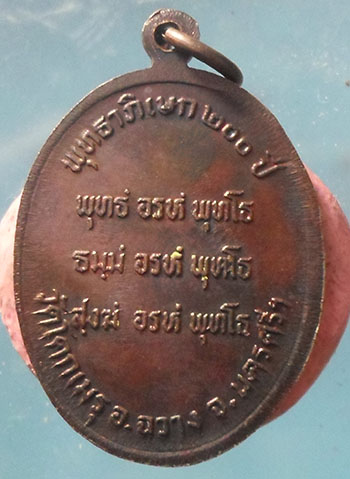 พุทธาภิเษก ๒๐๐ ปี
พุทธํ อรหํ พุทโธ
ธมฺมํ อรหํ พุทโธ
สงฺฆํ อรหํ พุทโธ
วัดโคกเมรุ อ.ฉวาง จ.นครศรีฯ